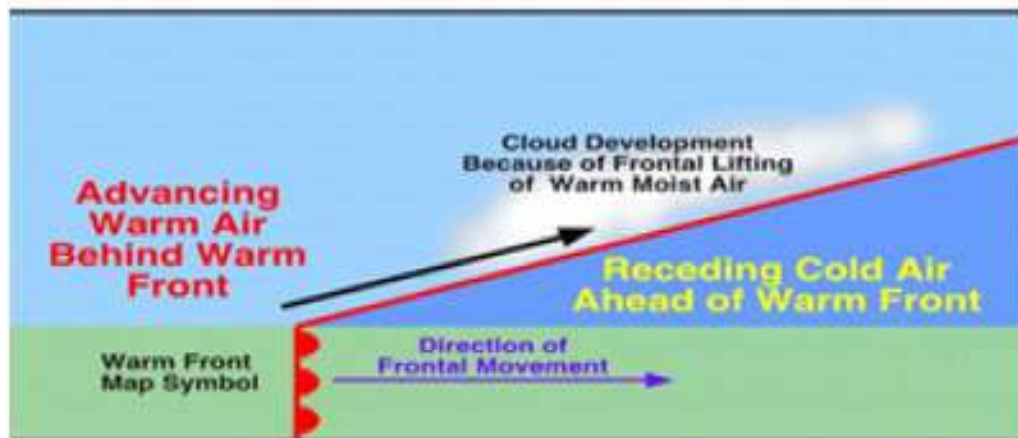 Cloud Development
Because of Frontal Lifting
of Warm Moist Air
Advancing
Warm Air
Behind Warm
Front
Receding Cold Air
Ahead of Warm Front
Warm Front
Map Symbol
Direction of
Frontal Movement